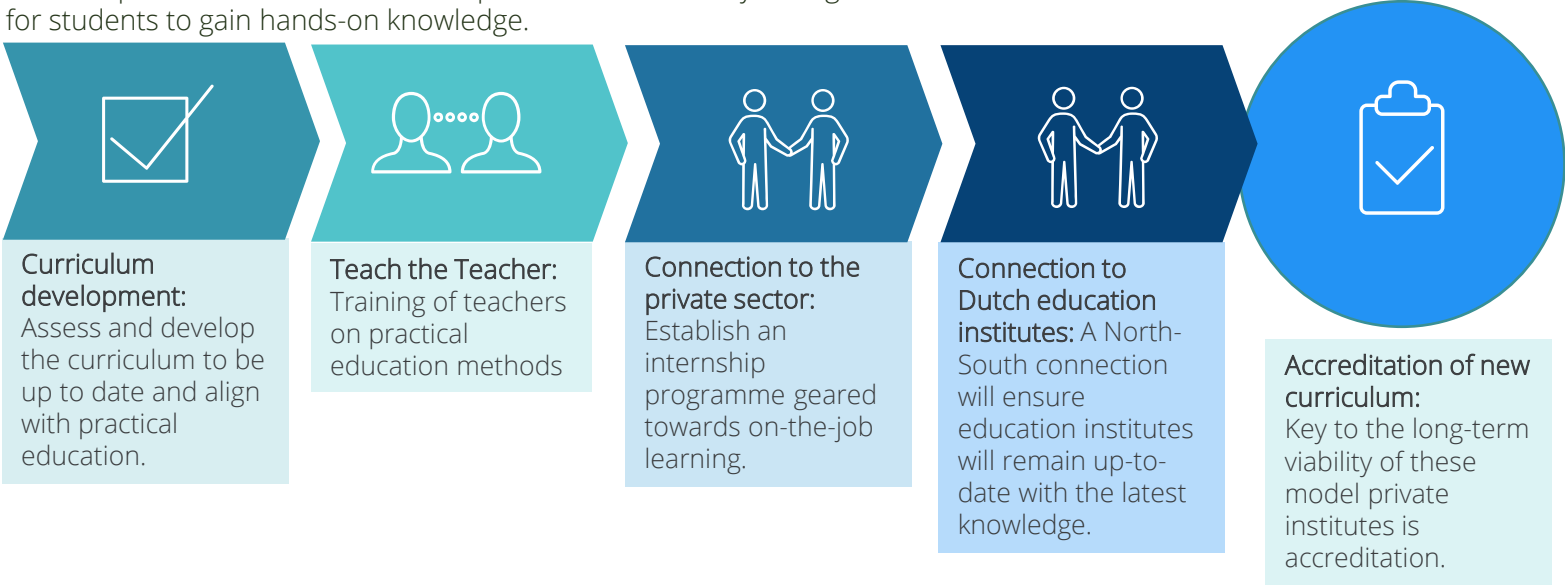 for students to gain hands-on knowledge.
Curriculum
development:
Assess and develop
the curriculum to be
up to date and align
with practical
education.
Teach the Teacher:
Training of teachers
on practical
education methods
Connection to the
private sector:
Establish an
internship
programme geared
towards on-the-job
learning.
Connection to
Dutch education
institutes: A North-
South connection
will ensure
education institutes
will remain up-to-
date with the latest
knowledge.
Accreditation of new
curriculum:
Key to the long-term
viability of these
model private
institutes is
accreditation.